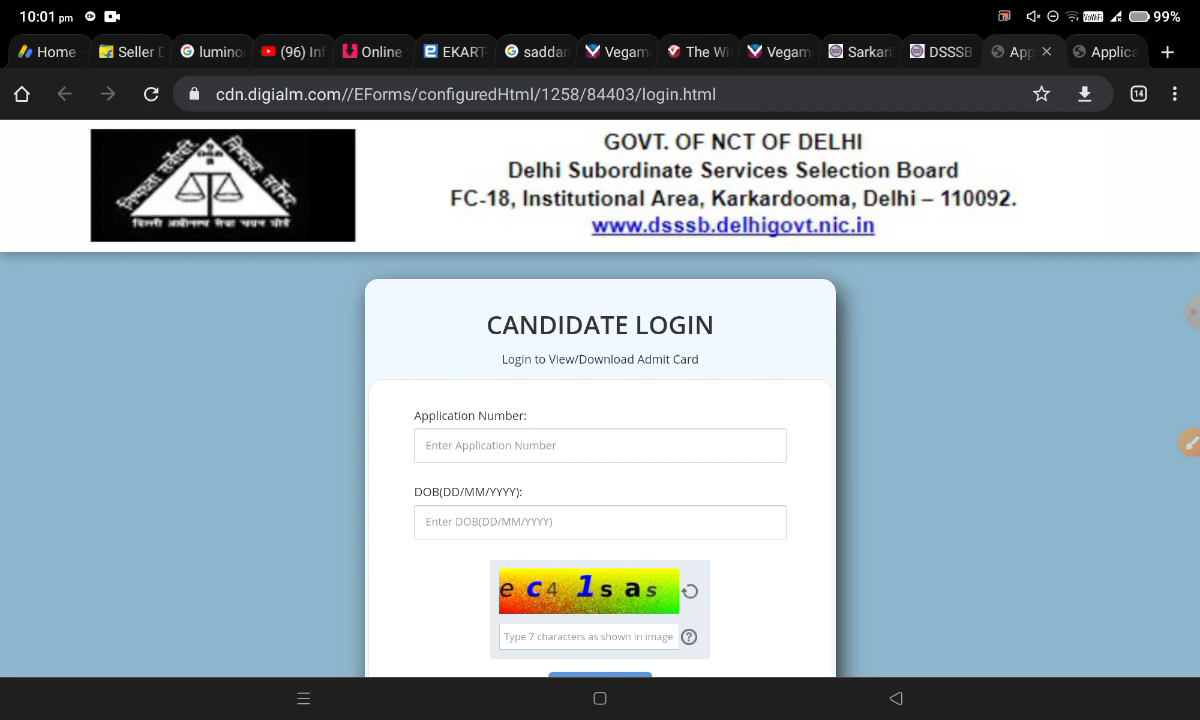 10:01 pm
VoWiFi 99%
Home
Seller D
lumino
(96) Inf
Online
EKART-
saddan
Vegam
The Wi
Vegam
Sarkari
DSSSB
App
Applica
cdn.digialm.com//EForms/configuredHtml/1258/84403/login.html
14
GOVT. OF NCT OF DELHI
Delhi Subordinate Services Selection Board
FC-18, Institutional Area, Karkardooma, Delhi – 110092.
www.dsssb.delhigovt.nic.in
CANDIDATE LOGIN
Login to View/Download Admit Card
Application Number:
Enter Application Number
DOB(DD/MM/YYYY):
Enter DOB(DD/MM/YYYY)
e c4 1s a s
Type 7 characters as shown in image